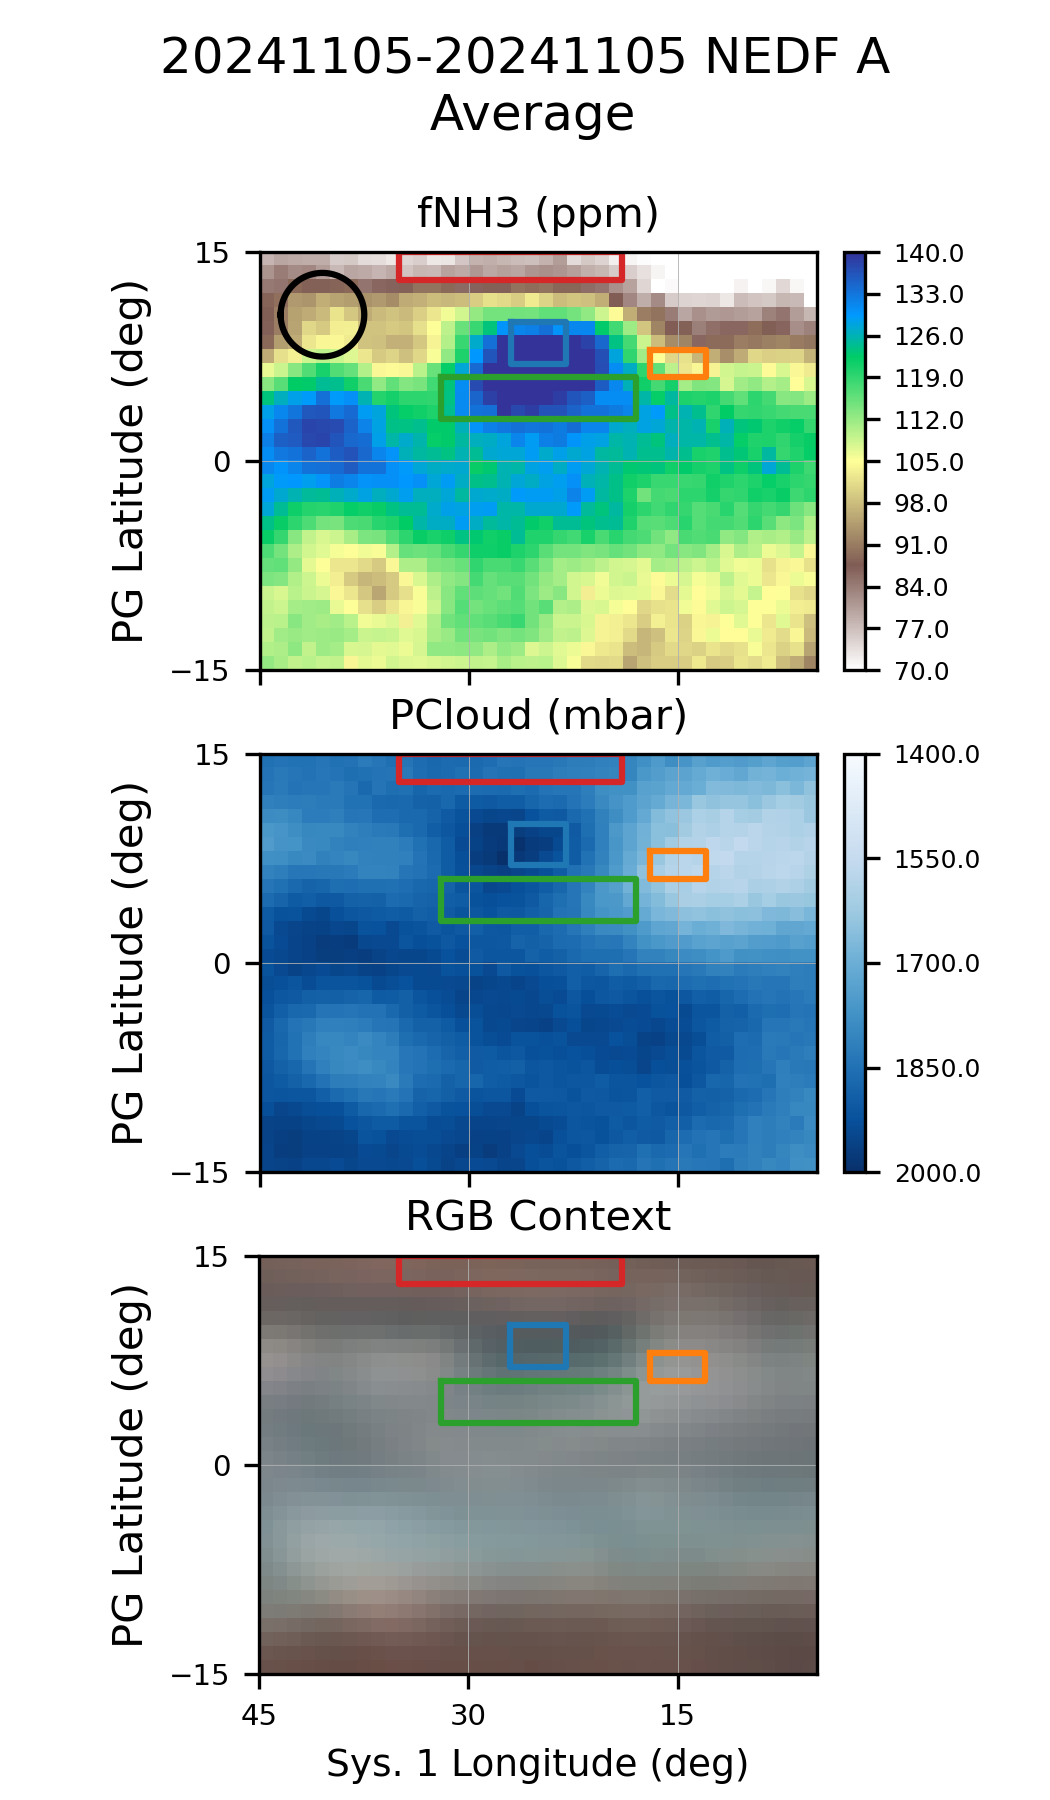 20241105-20241105 NEDF A
Average
fNH3 (ppm)
15
0
−15
PG Latitude (deg)
140.0
133.0
126.0
119.0
112.0
105.0
98.0
91.0
84.0
77.0
70.0
PCloud (mbar)
15
0
−15
PG Latitude (deg)
1400.0
1550.0
1700.0
1850.0
2000.0
RGB Context
15
0
−15
PG Latitude (deg)
45 30 15
Sys. 1 Longitude (deg)